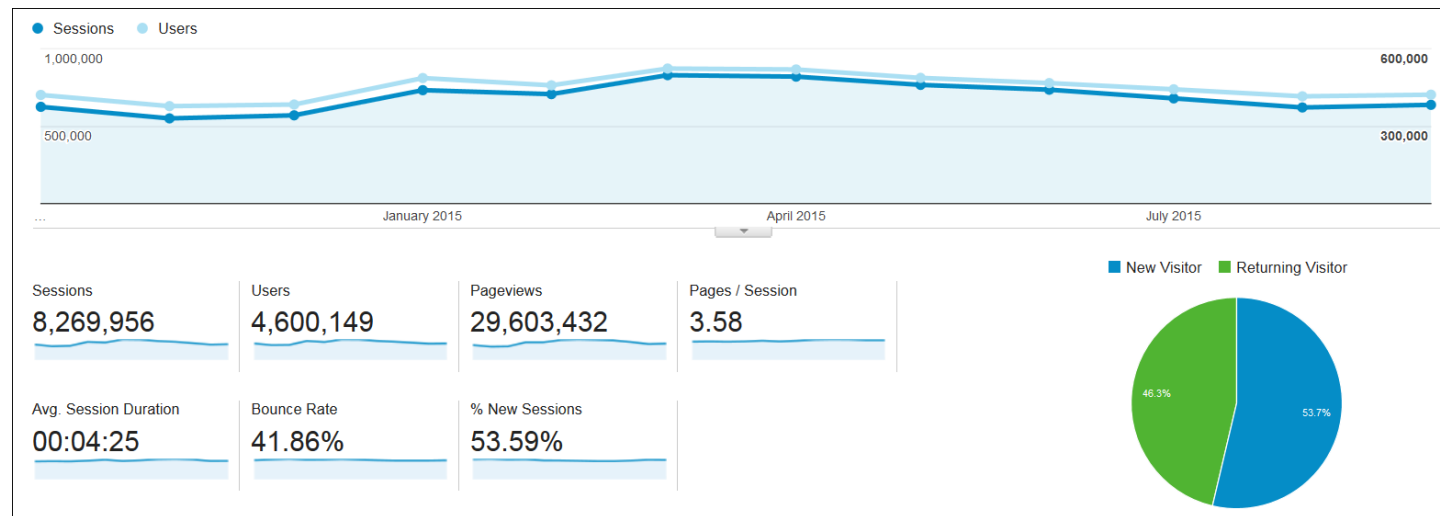 Sessions Users
1,000,000 600,000
500,000 300,000
... January 2015 April 2015 July 2015
New Visitor Returning Visitor
Sessions Users Pageviews Pages / Session
8,269,956 4,600,149 29,603,432 3.58
Avg. Session Duration Bounce Rate % New Sessions
00:04:25 41.86% 53.59%
46.3%
53.7%